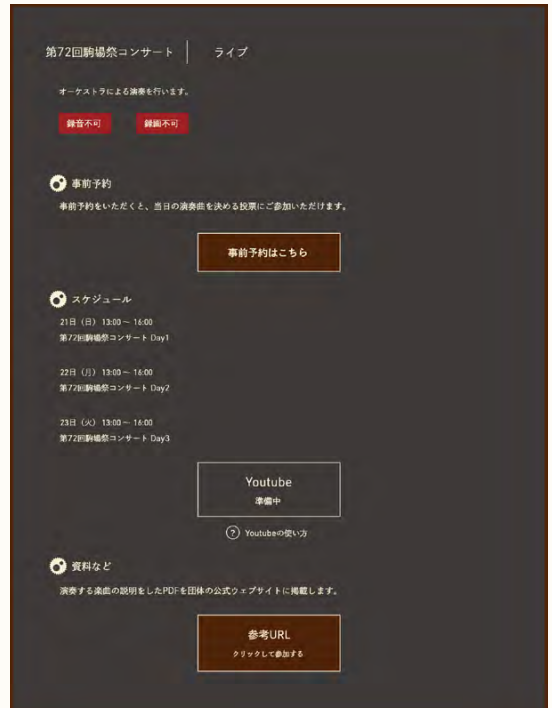 第72回駒場祭コンサート ライブ
オーケストラによる演奏を行います。
録音不可 録画不可
事前予約
事前予約をいただくと、当日の演奏曲を決める投票にご参加いただけます。
事前予約はこちら
スケジュール
21日（日）13:00～ 16:00
第72回駒場祭コンサート Day1
22日（月）13:00～ 16:00
第72回駒場祭コンサート Day2
23日（火）13:00～ 16:00
第72回駒場祭コンサート Day3
Youtube
準備中
? Youtubeの使い方
資料など
演奏する楽曲の説明をしたPDFを団体の公式ウェブサイトに掲載します。
参考URL
クリックして参加する